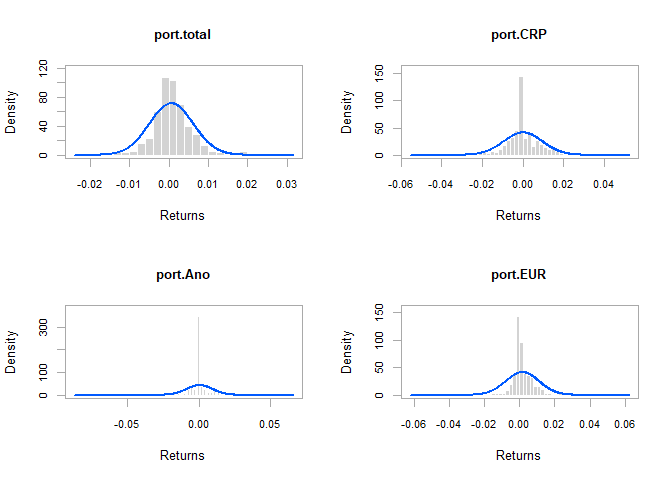 port.total
Density
0 40 80 120
-0.02 -0.01 0.00 0.01 0.02 0.03
Returns
port.CRP
Density
0 50 100 150
-0.06 -0.04 -0.02 0.00 0.02 0.04
Returns
port.Ano
Density
0 100 300
-0.05 0.00 0.05
Returns
port.EUR
Density
0 50 100 150
-0.06 -0.04 -0.02 0.00 0.02 0.04 0.06
Returns